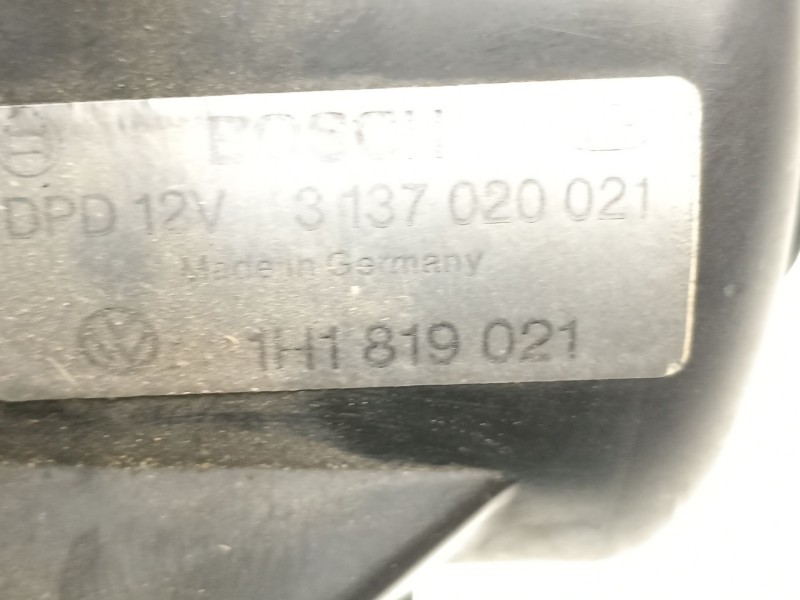 BOSCH
DPD 12V 3 137 020 021
Made in Germany
1H1 819 021